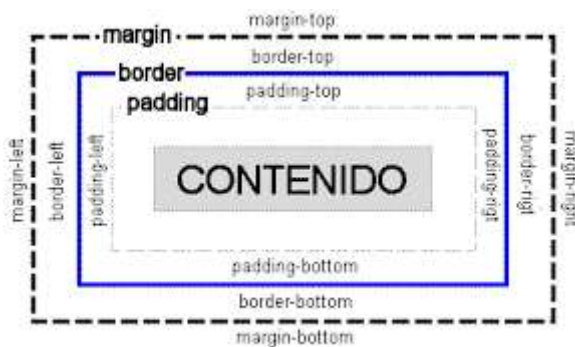 margin-top
margin
border-top
border
padding-top
padding
margin-left
border-left
padding-left
CONTENIDO
padding-rigt
border-rigt
margin-right
padding-bottom
border-bottom
margin-bottom